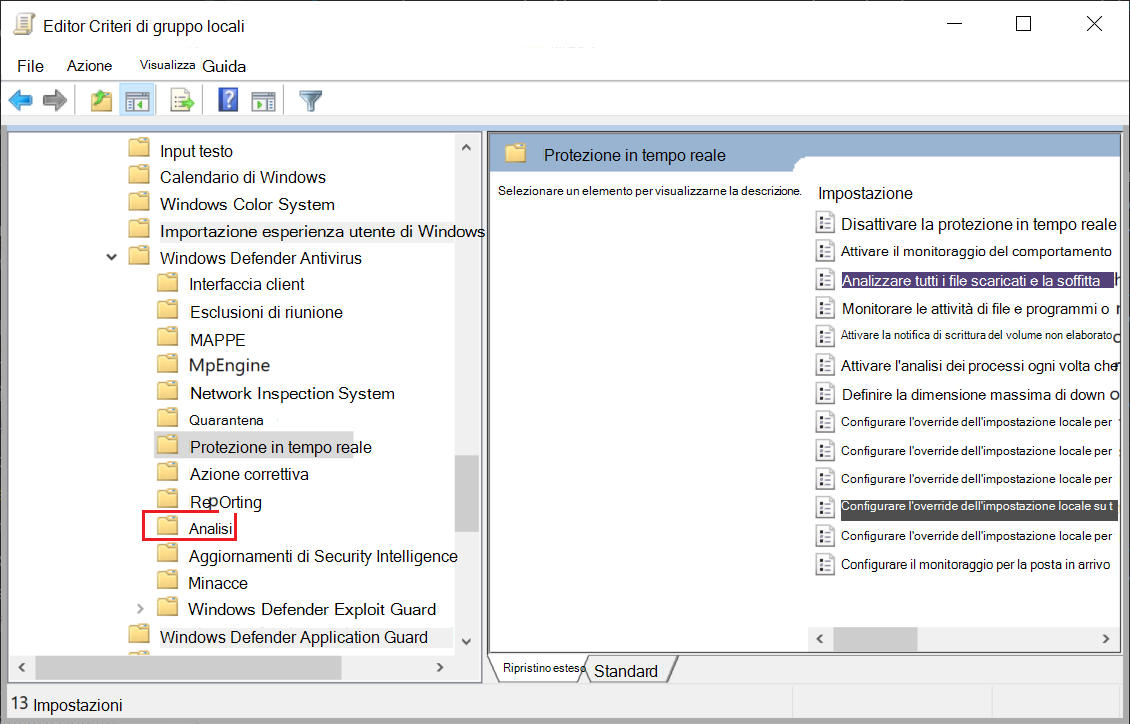 Editor Criteri di gruppo locali
File Azione Visualizza Guida
Input testo
Calendario di Windows
Windows Color System
Importazione esperienza utente di Windows
Windows Defender Antivirus
Interfaccia client
Esclusioni di riunione
MAPPE
MpEngine
Network Inspection System
Quarantena
Protezione in tempo reale
Azione correttiva
RepOrting
Analisi
Aggiornamenti di Security Intelligence
Minacce
Windows Defender Exploit Guard
Windows Defender Application Guard
Protezione in tempo reale
Selezionare un elemento per visualizzarne la descrizione.
Impostazione
Disattivare la protezione in tempo reale
Attivare il monitoraggio del comportamento
Analizzare tutti i file scaricati e la soffitta
Monitorare le attività di file e programmi o
Attivare la notifica di scrittura del volume non elaborato
Attivare l'analisi dei processi ogni volta che
Definire la dimensione massima di down
Configurare l'override dell'impostazione locale per
Configurare l'override dell'impostazione locale per
Configurare l'override dell'impostazione locale per
Configurare l'override dell'impostazione locale su t
Configurare l'override dell'impostazione locale per
Configurare il monitoraggio per la posta in arrivo
Ripristino esteso Standard
13 Impostazioni